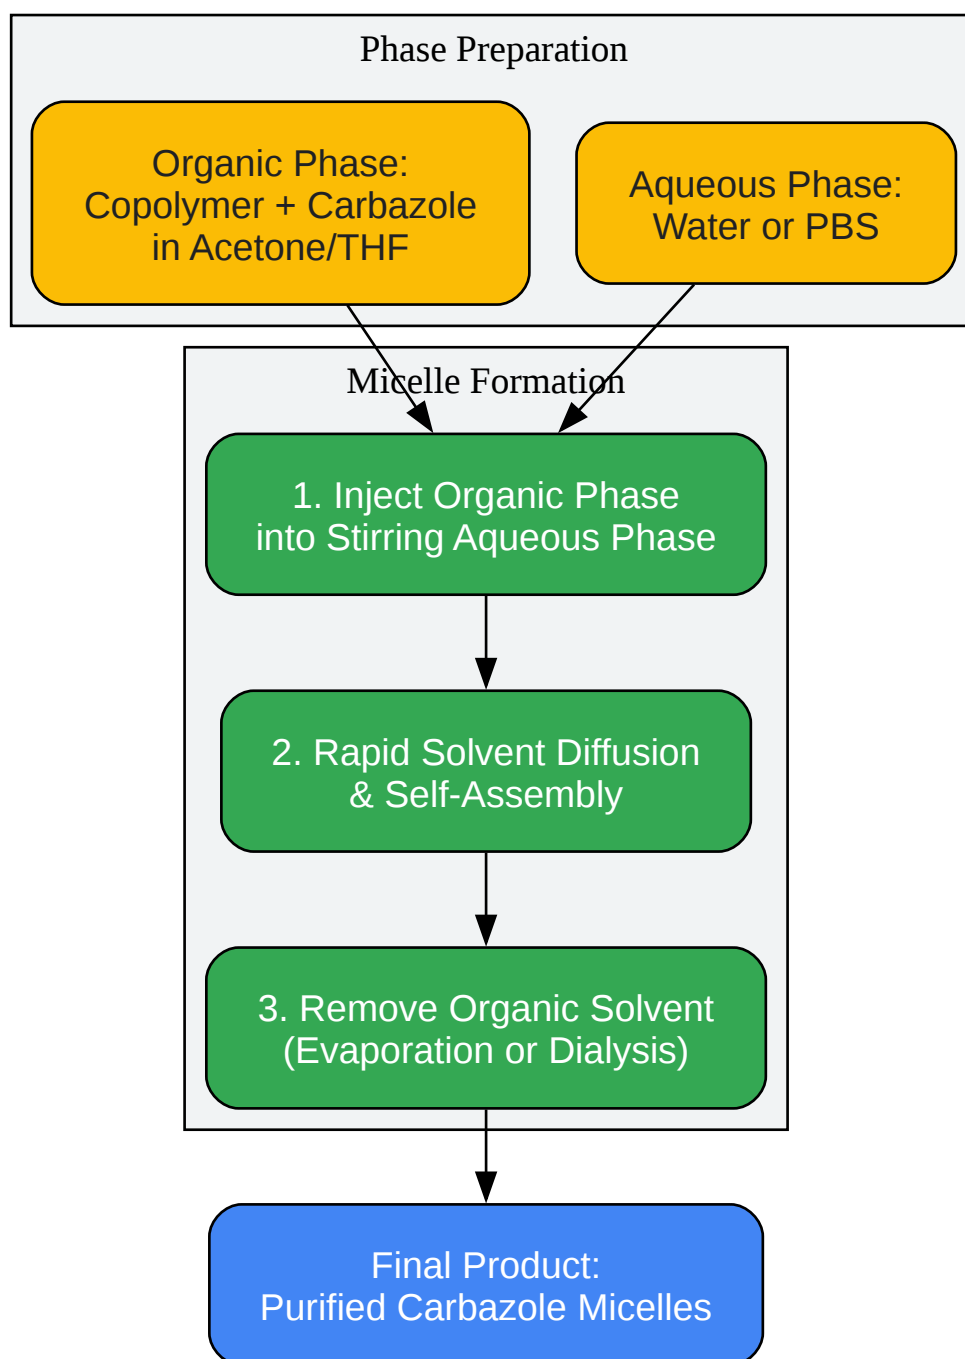 Phase Preparation
Organic Phase:
Copolymer + Carbazole
in Acetone/THF
Aqueous Phase:
Water or PBS
Micelle Formation
1. Inject Organic Phase
into Stirring Aqueous Phase
2. Rapid Solvent Diffusion
& Self-Assembly
3. Remove Organic Solvent
(Evaporation or Dialysis)
Final Product:
Purified Carbazole Micelles